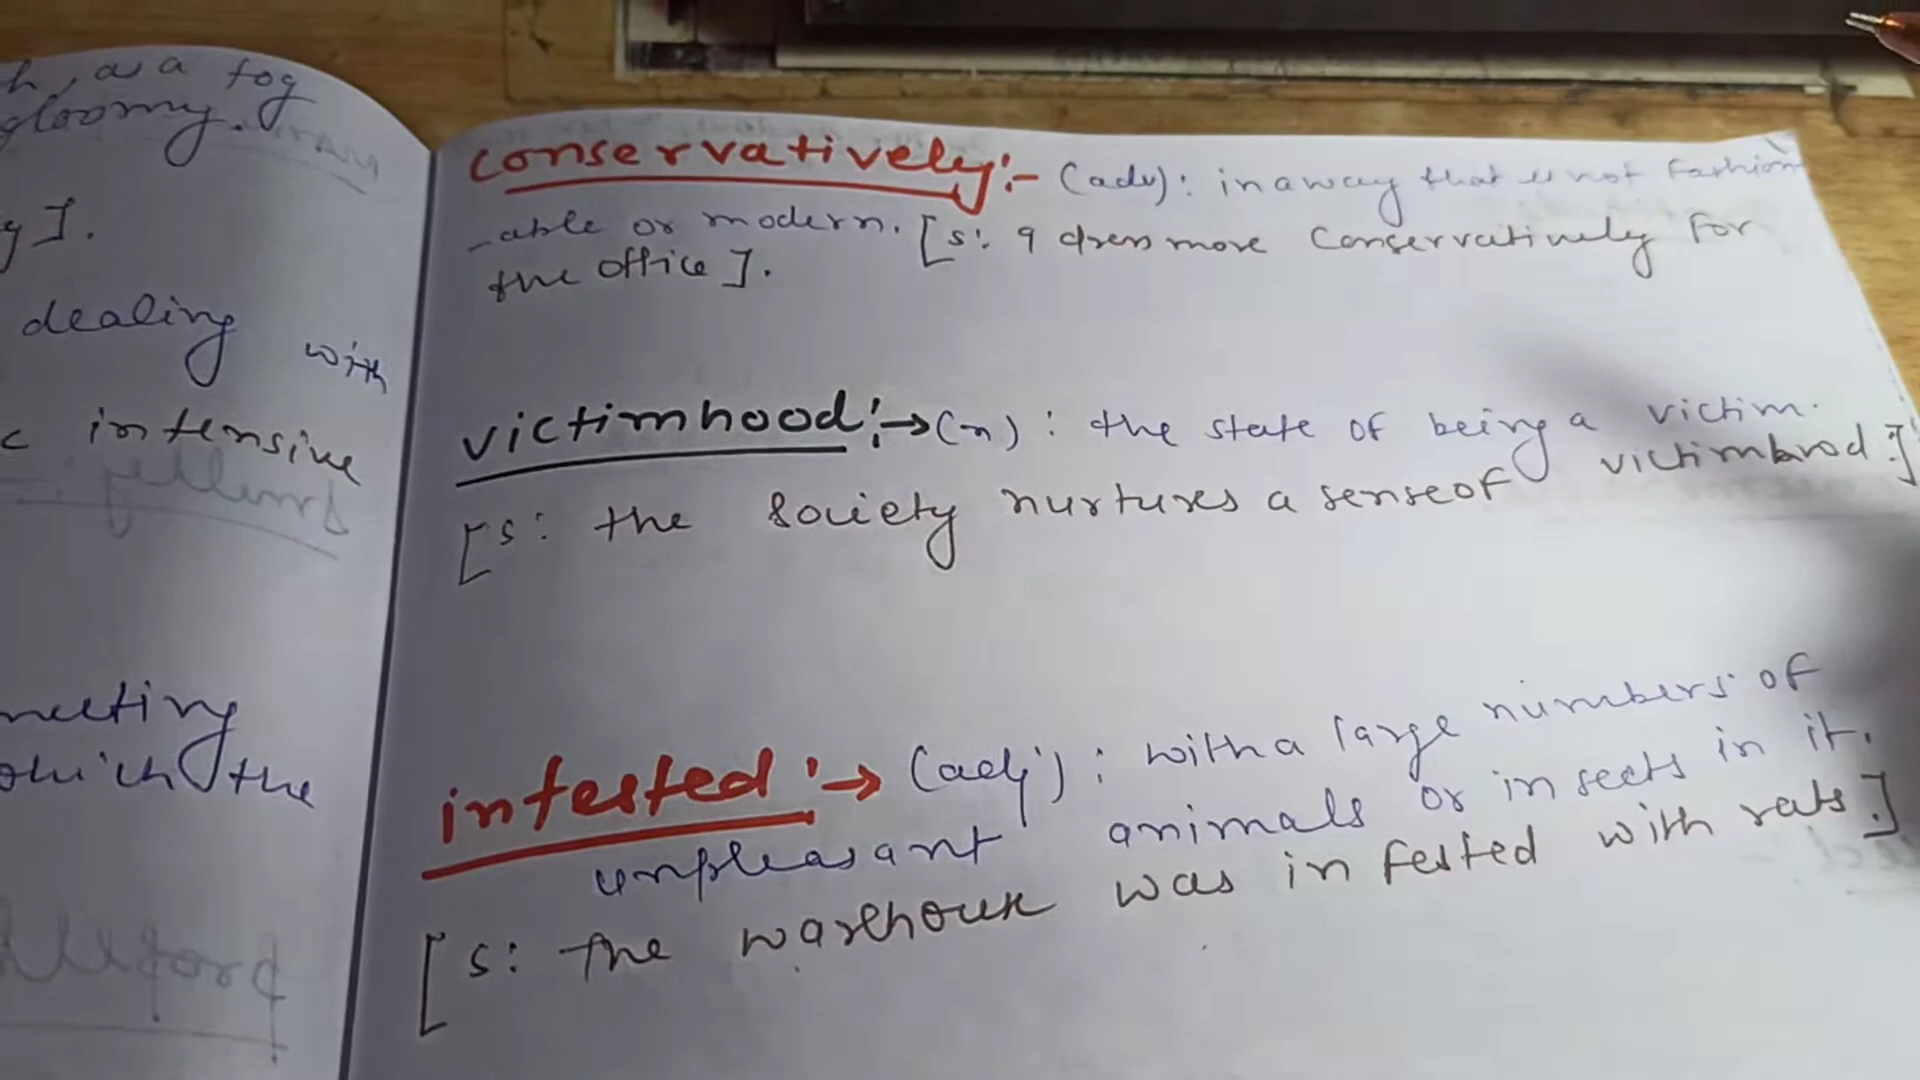 h, as a fog
gloomy.
y].
dealing with
c intensive
meeting
which the
conservatively:- (adv): in a way that is not fashion
-able or modern. [s: I dress more conservatively for
the office].
victimhood:→(n): the state of being a victim.
[s: the society nurtures a sense of victimhood.]
infested:→ (adj): with a large numbers of
unpleasant animals or insects in it.
[s: the warehouse was infested with rats.]